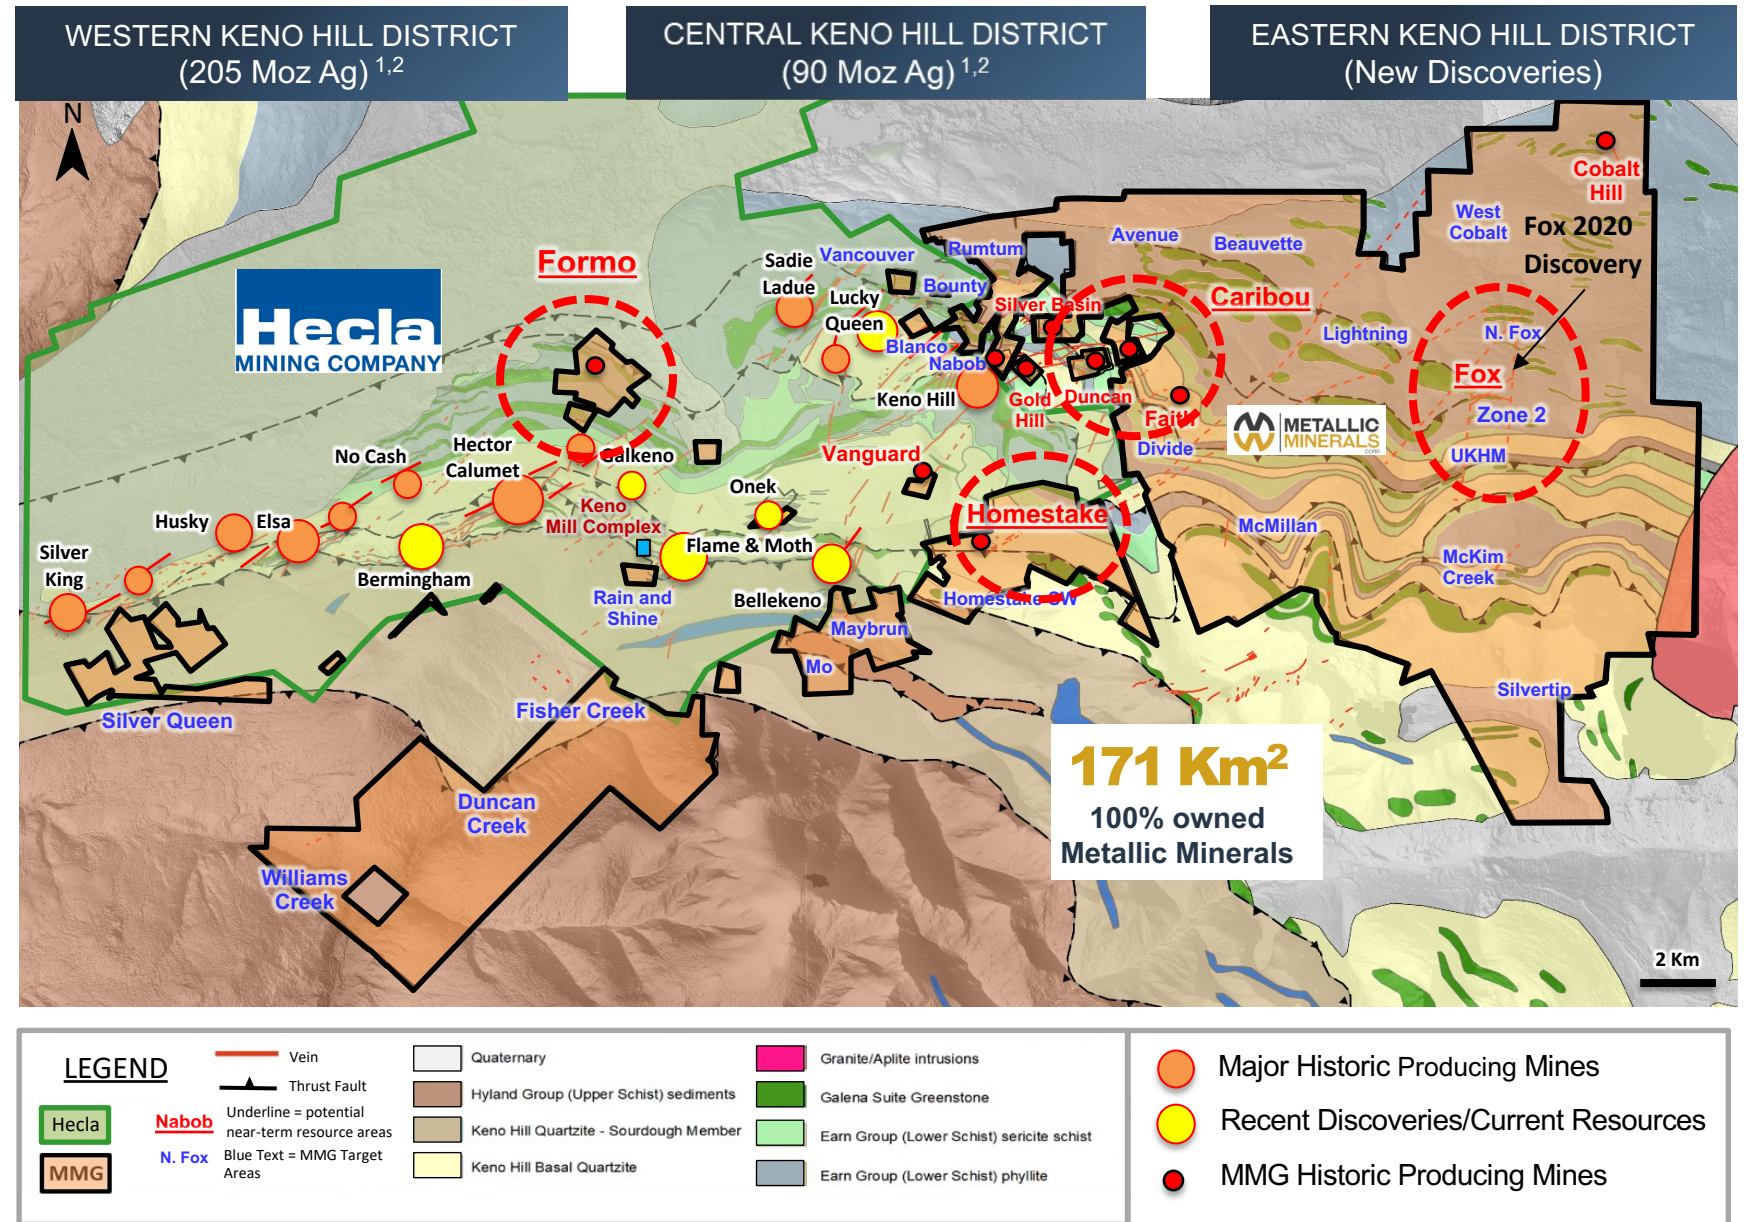 WESTERN KENO HILL DISTRICT
(205 Moz Ag) 1,2
CENTRAL KENO HILL DISTRICT
(90 Moz Ag) 1,2
EASTERN KENO HILL DISTRICT
(New Discoveries)
N
Hecla
MINING COMPANY
Formo
Sadie
Ladue
Vancouver
Lucky
Queen
Rumtum
Bounty
Avenue
Beauvette
West
Cobalt
Cobalt
Hill
Fox 2020
Discovery
Silver Basin
Caribou
Blanco
Nabob
Lightning
N. Fox
Fox
Zone 2
UKHM
Keno Hill
Gold
Hill
Duncan
Faith
Divide
METALLIC
MINERALS
CORP.
No Cash
Hector
Calumet
Galkeno
Vanguard
Onek
Keno
Mill Complex
Husky
Elsa
Silver
King
Bermingham
Flame & Moth
Homestake
McMillan
McKim
Creek
Rain and
Shine
Bellekeno
Homestake SW
Maybrun
Mo
Silvertip
Silver Queen
Fisher Creek
171 Km2
100% owned
Metallic Minerals
Duncan
Creek
Williams
Creek
2 Km
LEGEND
Hecla
MMG
Vein
Thrust Fault
Nabob
Underline = potential
near-term resource areas
N. Fox
Blue Text = MMG Target
Areas
Quaternary
Hyland Group (Upper Schist) sediments
Keno Hill Quartzite - Sourdough Member
Keno Hill Basal Quartzite
Granite/Aplite intrusions
Galena Suite Greenstone
Earn Group (Lower Schist) sericite schist
Earn Group (Lower Schist) phyllite
Major Historic Producing Mines
Recent Discoveries/Current Resources
MMG Historic Producing Mines